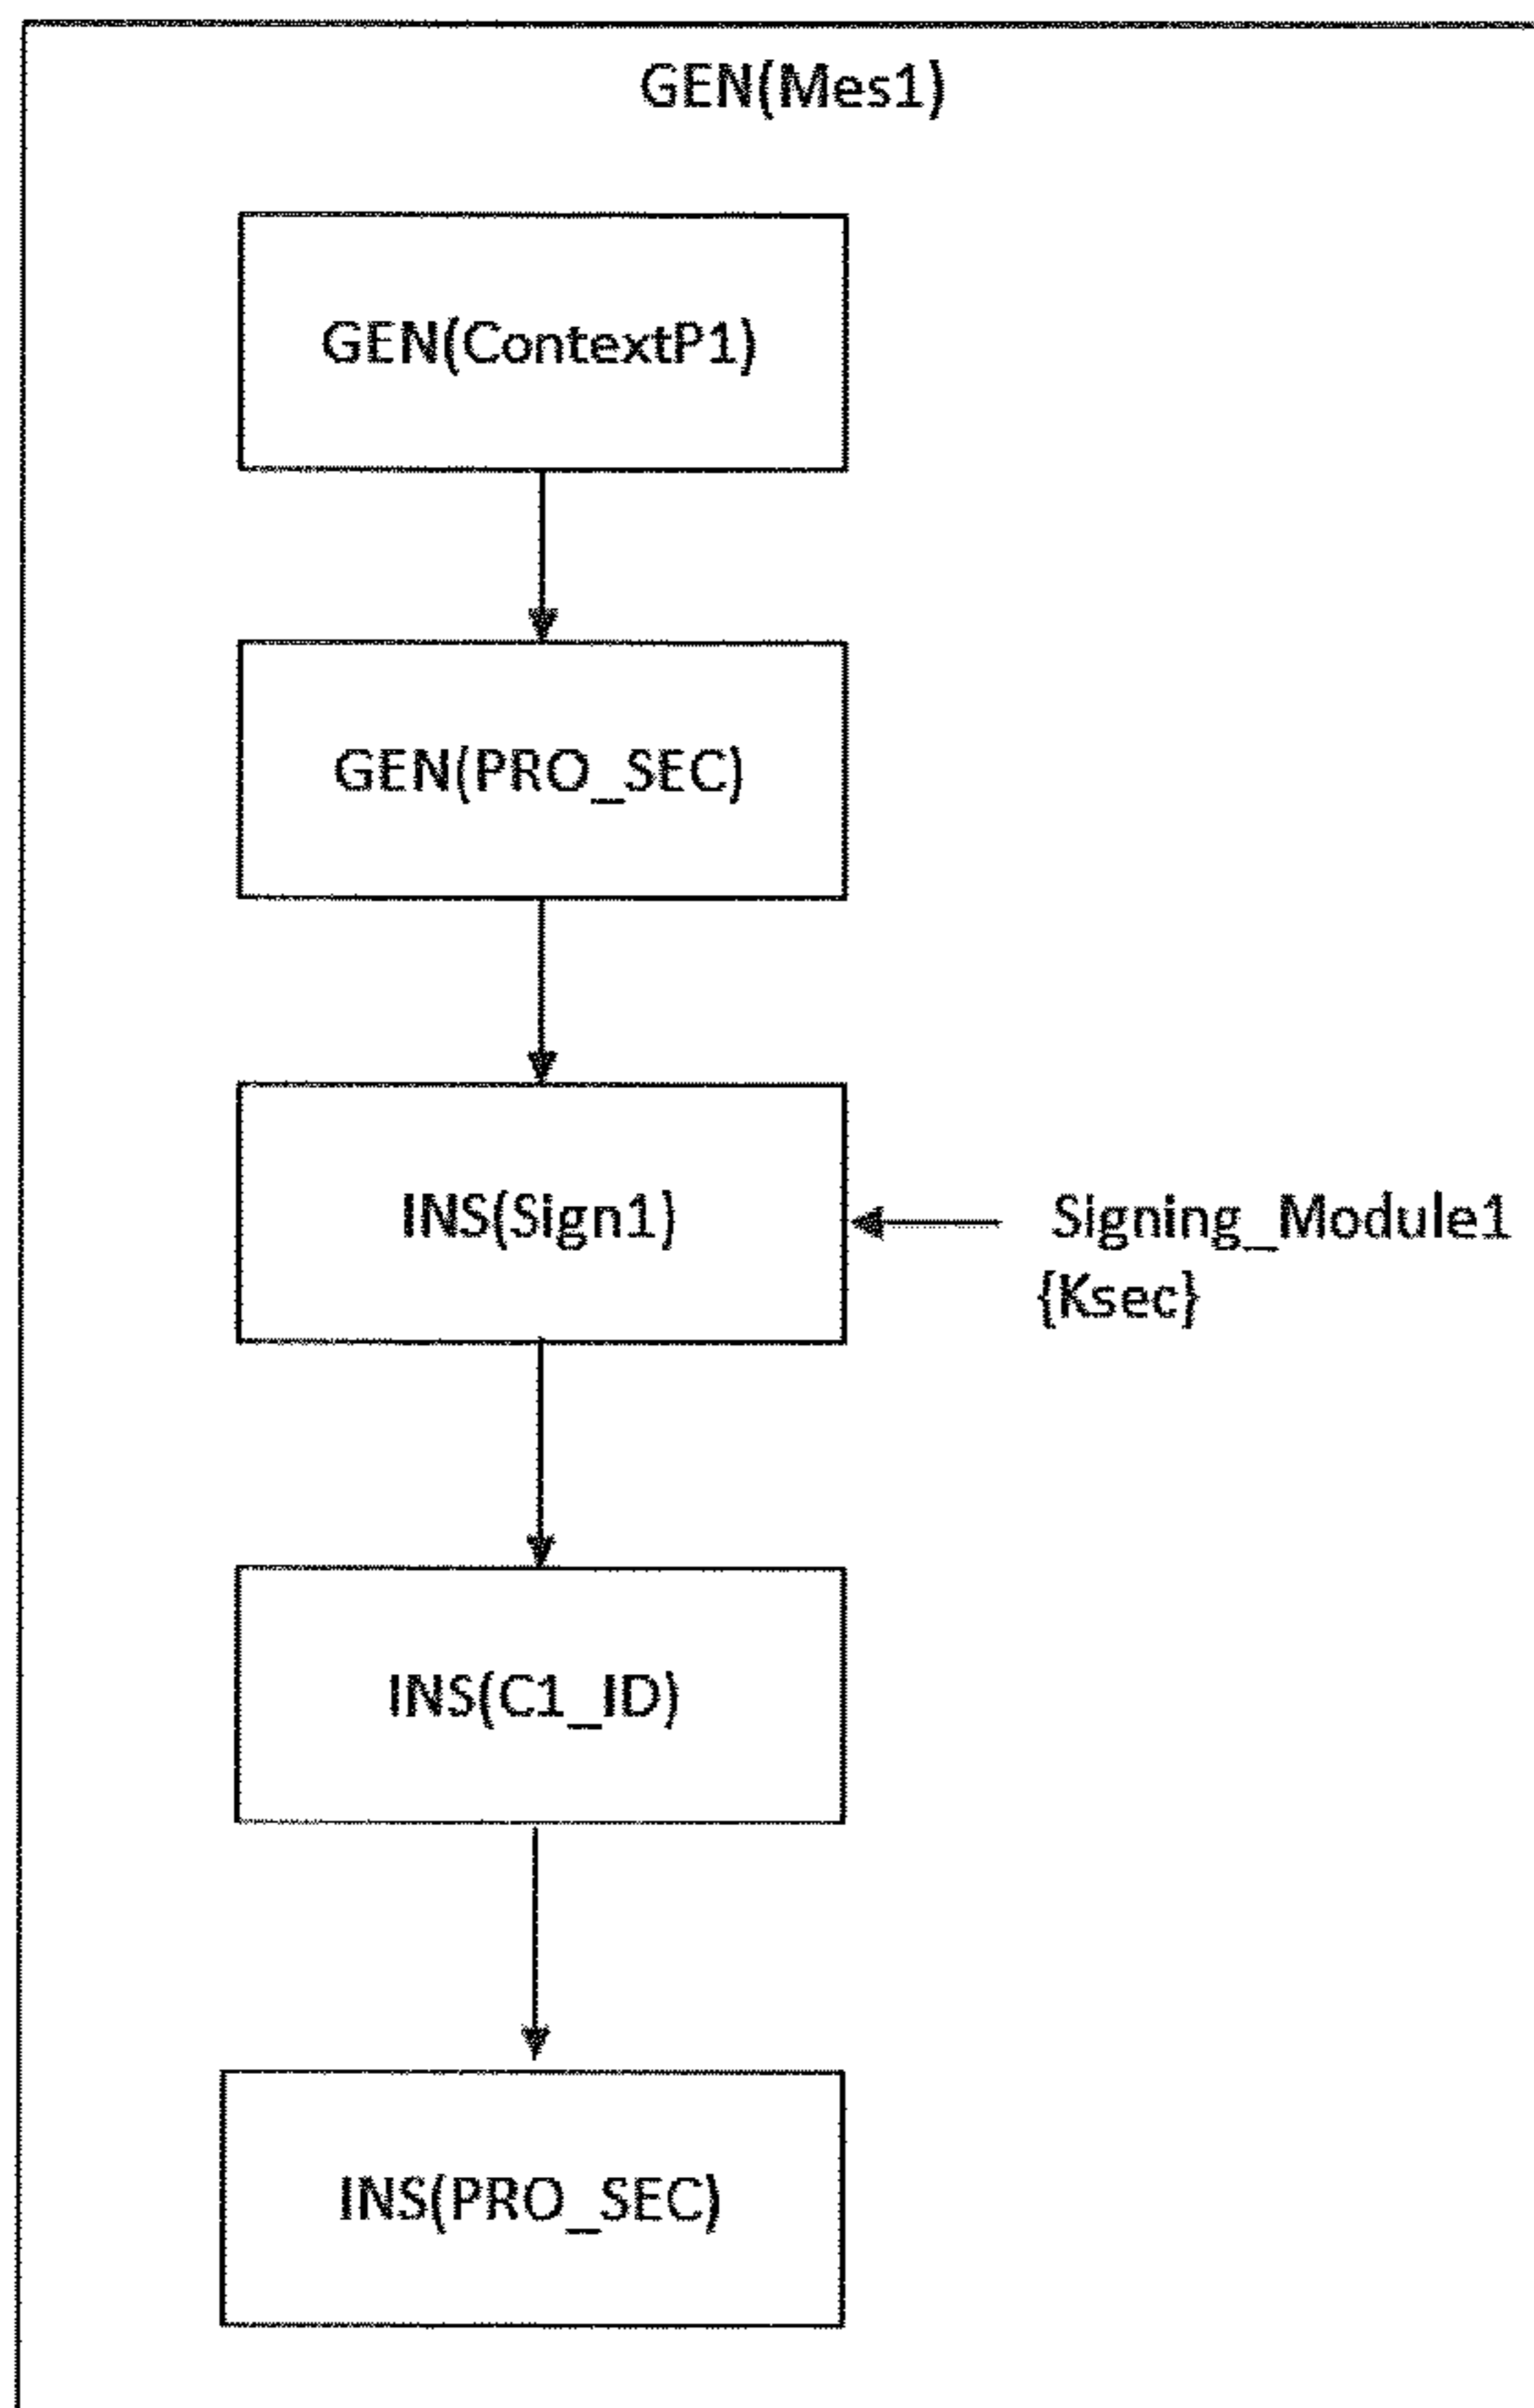 GEN(Mes1)
GEN(ContextP1)
GEN(PRO_SEC)
INS(Sign1)
Signing_Module1
{Ksec}
INS(C1_ID)
INS(PRO_SEC)